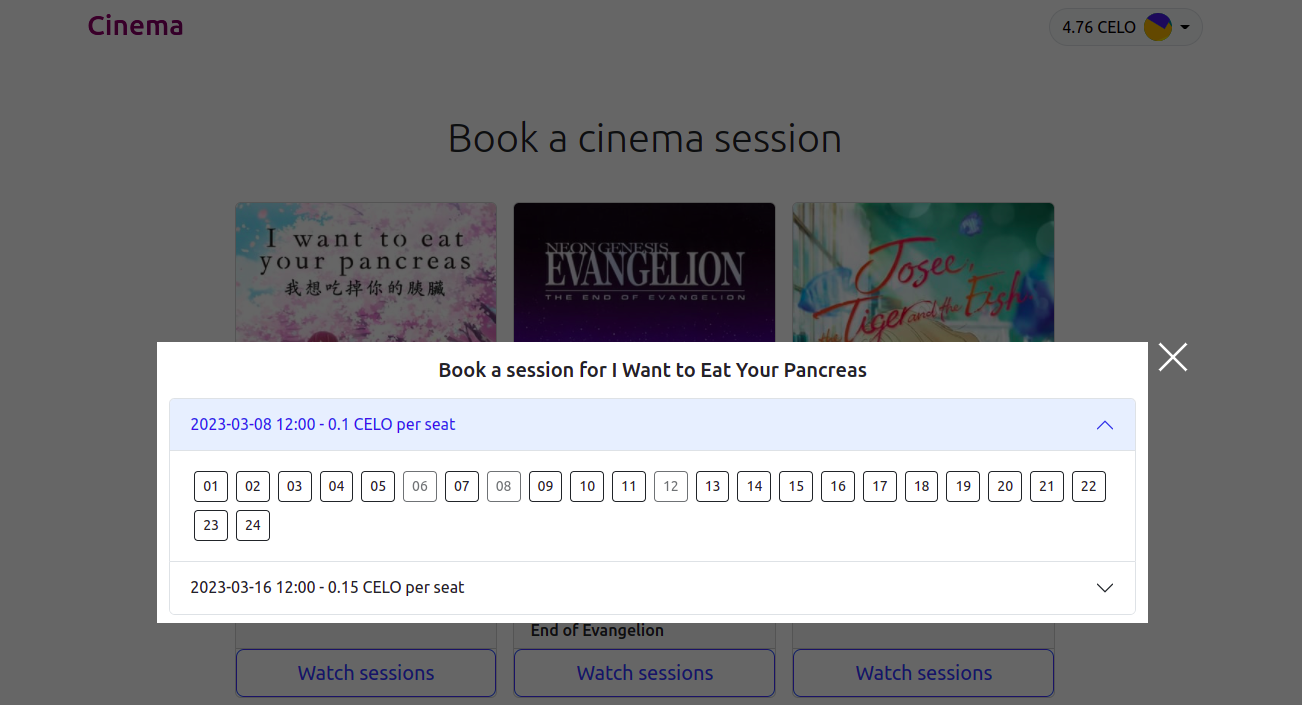 Cinema
4.76 CELO
Book a cinema session
I want to eat
your pancreas
我想吃掉你的胰臟
NEON GENESIS
EVANGELION
THE END OF EVANGELION
Josee,
the Tiger and the Fish
Book a session for I Want to Eat Your Pancreas
2023-03-08 12:00 - 0.1 CELO per seat
01 02 03 04 05 06 07 08 09 10 11 12 13 14 15 16 17 18 19 20 21 22
23 24
2023-03-16 12:00 - 0.15 CELO per seat
End of Evangelion
Watch sessions Watch sessions Watch sessions